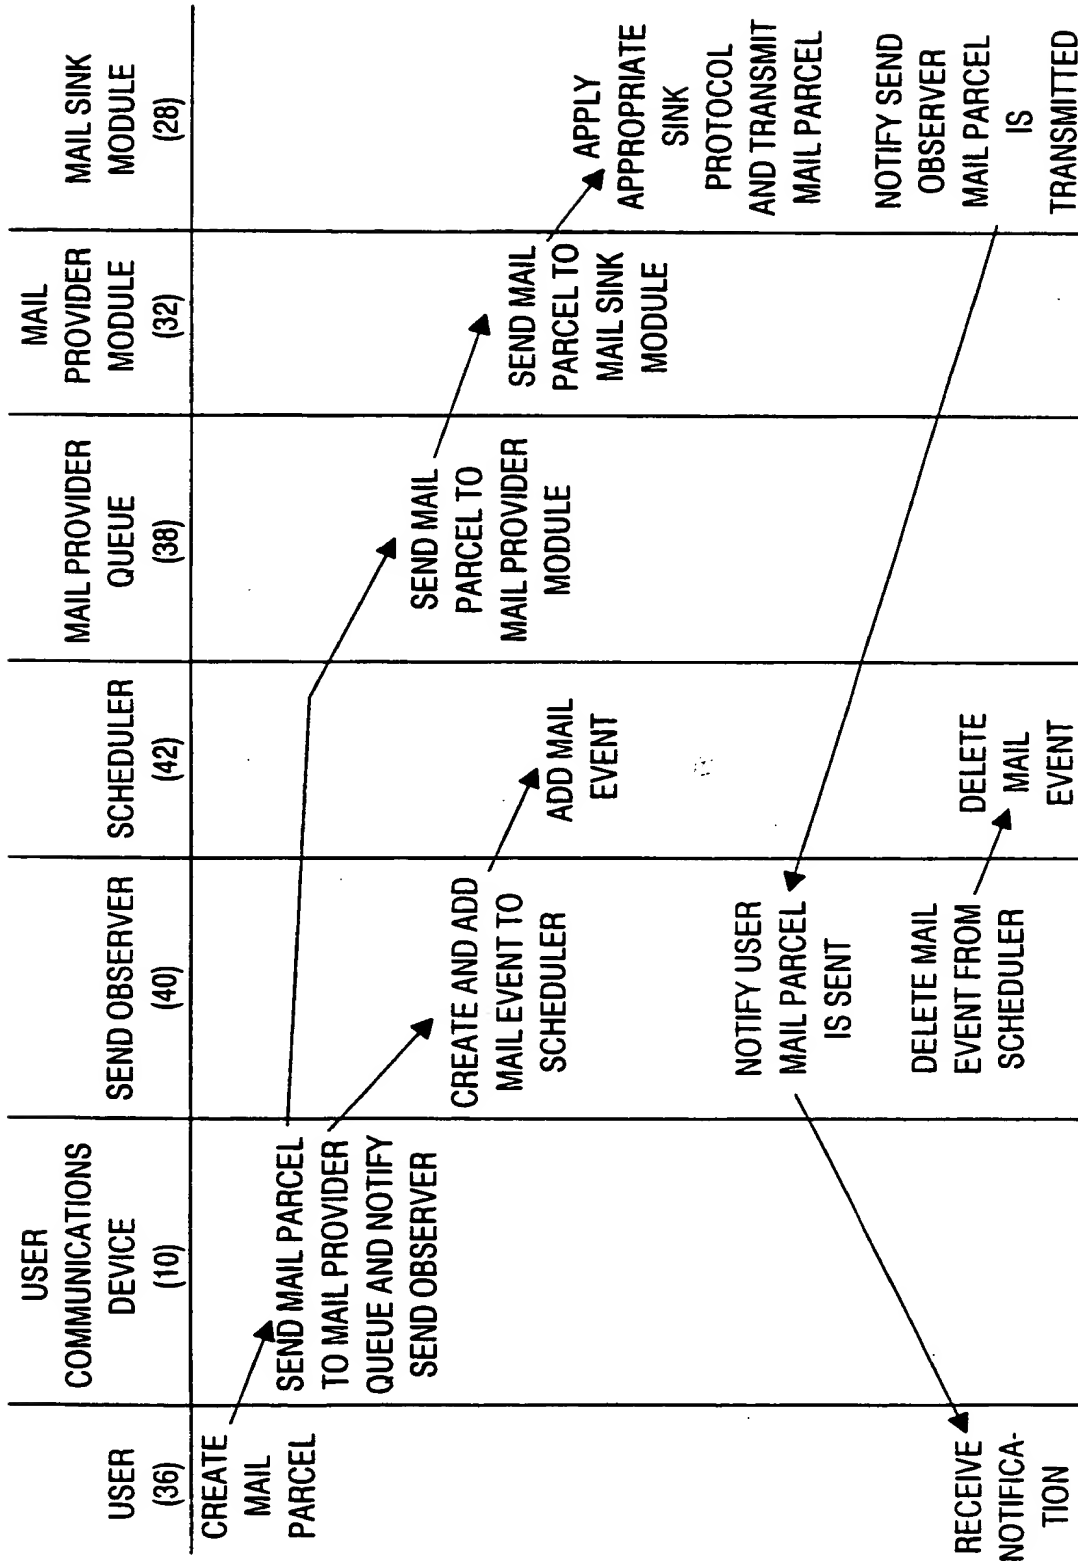 USER
(36)
USER
COMMUNICATIONS
DEVICE
(10)
SEND OBSERVER
(40)
SCHEDULER
(42)
MAIL PROVIDER
QUEUE
(38)
MAIL
PROVIDER
MODULE
(32)
MAIL SINK
MODULE
(28)
CREATE
MAIL
PARCEL
SEND MAIL PARCEL
TO MAIL PROVIDER
QUEUE AND NOTIFY
SEND OBSERVER
CREATE AND ADD
MAIL EVENT TO
SCHEDULER
ADD MAIL
EVENT
SEND MAIL
PARCEL TO
MAIL PROVIDER
MODULE
SEND MAIL
PARCEL TO
MAIL SINK
MODULE
APPLY
APPROPRIATE
SINK
PROTOCOL
AND TRANSMIT
MAIL PARCEL
NOTIFY SEND
OBSERVER
MAIL PARCEL
IS
TRANSMITTED
NOTIFY USER
MAIL PARCEL
IS SENT
RECEIVE
NOTIFICA-
TION
DELETE MAIL
EVENT FROM
SCHEDULER
DELETE
MAIL
EVENT